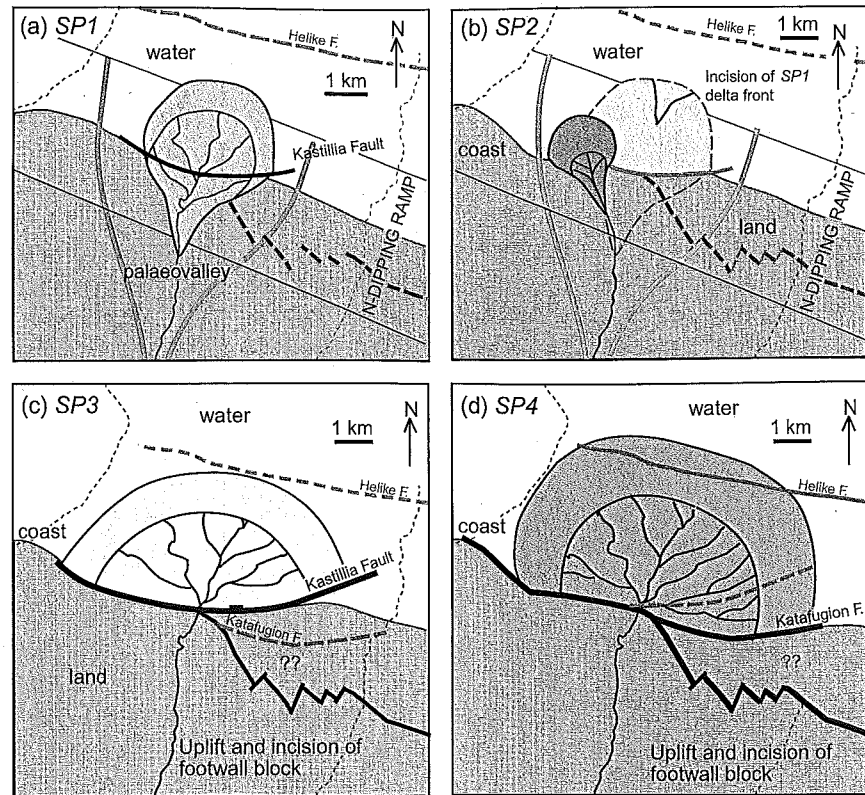 (a) SP1
water
Helike F.
N
1 km
Kastillia Fault
palaeovalley
N-DIPPING RAMP
(b) SP2
1 km
water
Helike F.
N
Incision of SP1
delta front
coast
land
N-DIPPING RAMP
(c) SP3
water
1 km
N
Helike F.
coast
Kastillia Fault
Katafugion F.
??
land
Uplift and incision of
footwall block
(d) SP4
water
1 km
N
Helike F.
coast
Katafugion F.
??
land
Uplift and incision of
footwall block